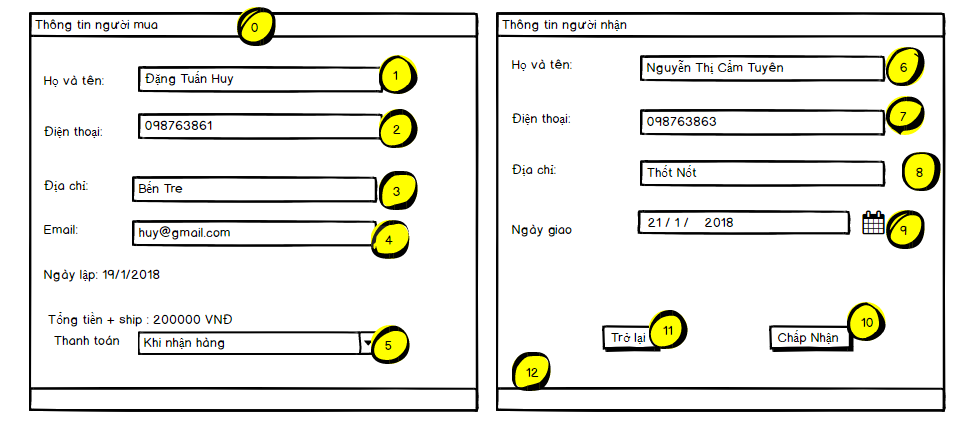 Thông tin người mua 0
Họ và tên: Đặng Tuấn Huy 1
Điện thoại: 098763861 2
Địa chỉ: Bến Tre 3
Email: huy@gmail.com 4
Ngày lập: 19/1/2018
Tổng tiền + ship : 200000 VNĐ
Thanh toán Khi nhận hàng 5
Thông tin người nhận
Họ và tên: Nguyễn Thị Cẩm Tuyên 6
Điện thoại: 098763863 7
Địa chỉ: Thốt Nốt 8
Ngày giao 21 / 1 / 2018 9
Trở lại 11 Chấp Nhận 10
12